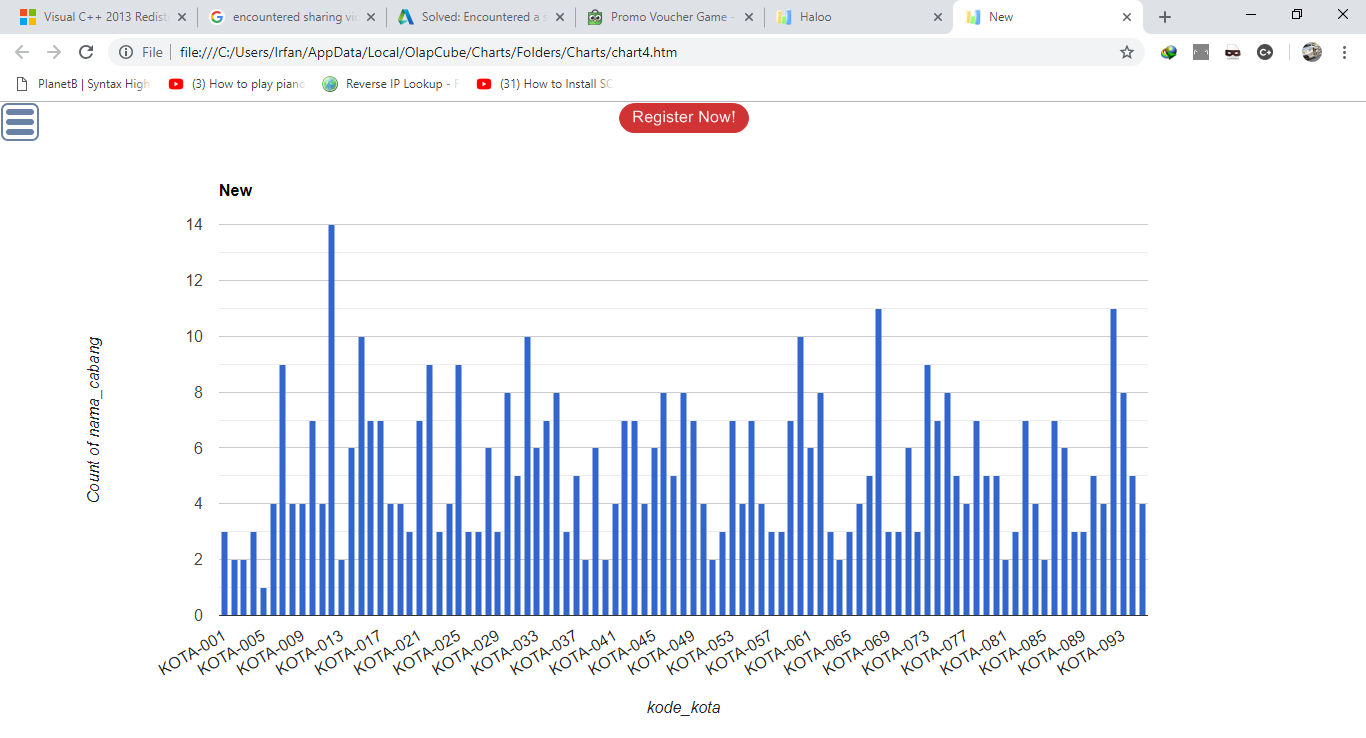 Visual C++ 2013 Redist
encountered sharing vio
Solved: Encountered a s
Promo Voucher Game -
Haloo
New
File
file:///C:/Users/Irfan/AppData/Local/OlapCube/Charts/Folders/Charts/chart4.htm
PlanetB | Syntax High
(3) How to play piano
Reverse IP Lookup -
(31) How to Install SC
Register Now!
New
14
12
10
8
6
4
2
0
Count of nama_cabang
KOTA-001
KOTA-005
KOTA-009
KOTA-013
KOTA-017
KOTA-021
KOTA-025
KOTA-029
KOTA-033
KOTA-037
KOTA-041
KOTA-045
KOTA-049
KOTA-053
KOTA-057
KOTA-061
KOTA-065
KOTA-069
KOTA-073
KOTA-077
KOTA-081
KOTA-085
KOTA-089
KOTA-093
kode_kota